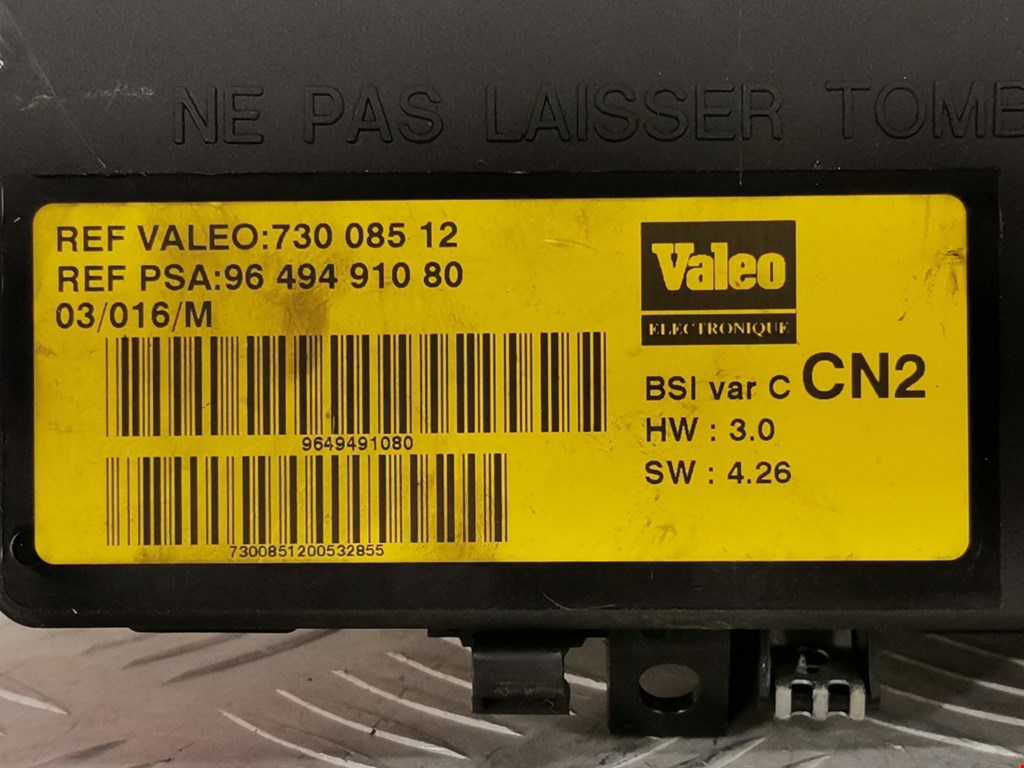 NE PAS LAISSER TOMB
REF VALEO:730 085 12
REF PSA:96 494 910 80
03/016/M
9649491080
7300851200532855
Valeo
ELECTRONIQUE
BSI var C CN2
HW : 3.0
SW : 4.26